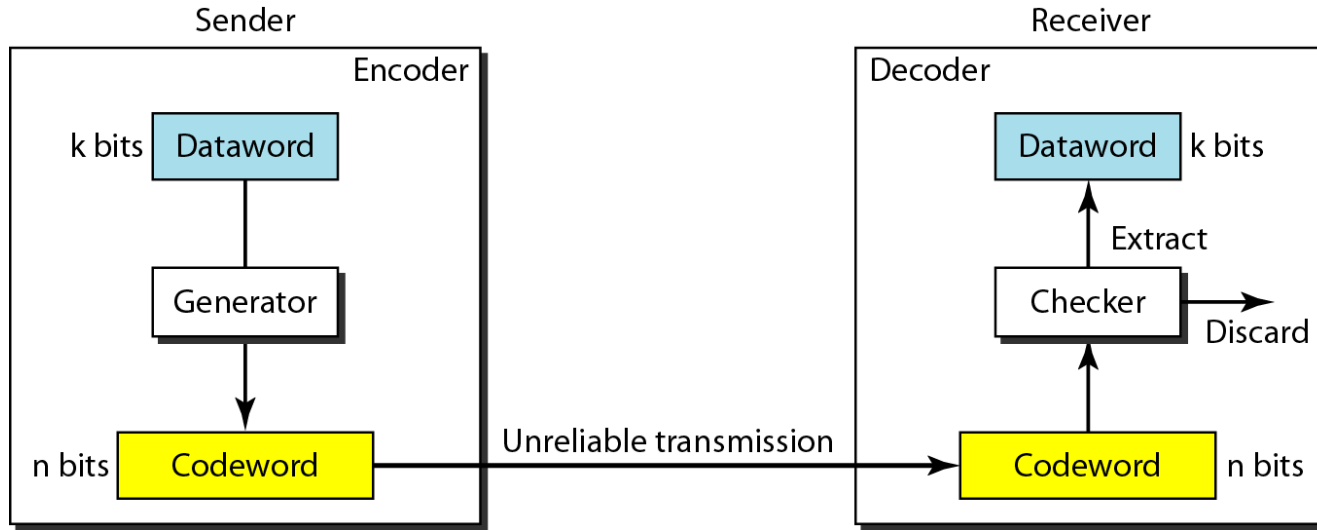 Sender
Receiver
Encoder
Decoder
k bits
Dataword
Dataword
k bits
Extract
Generator
Checker
Discard
Unreliable transmission
n bits
Codeword
Codeword
n bits